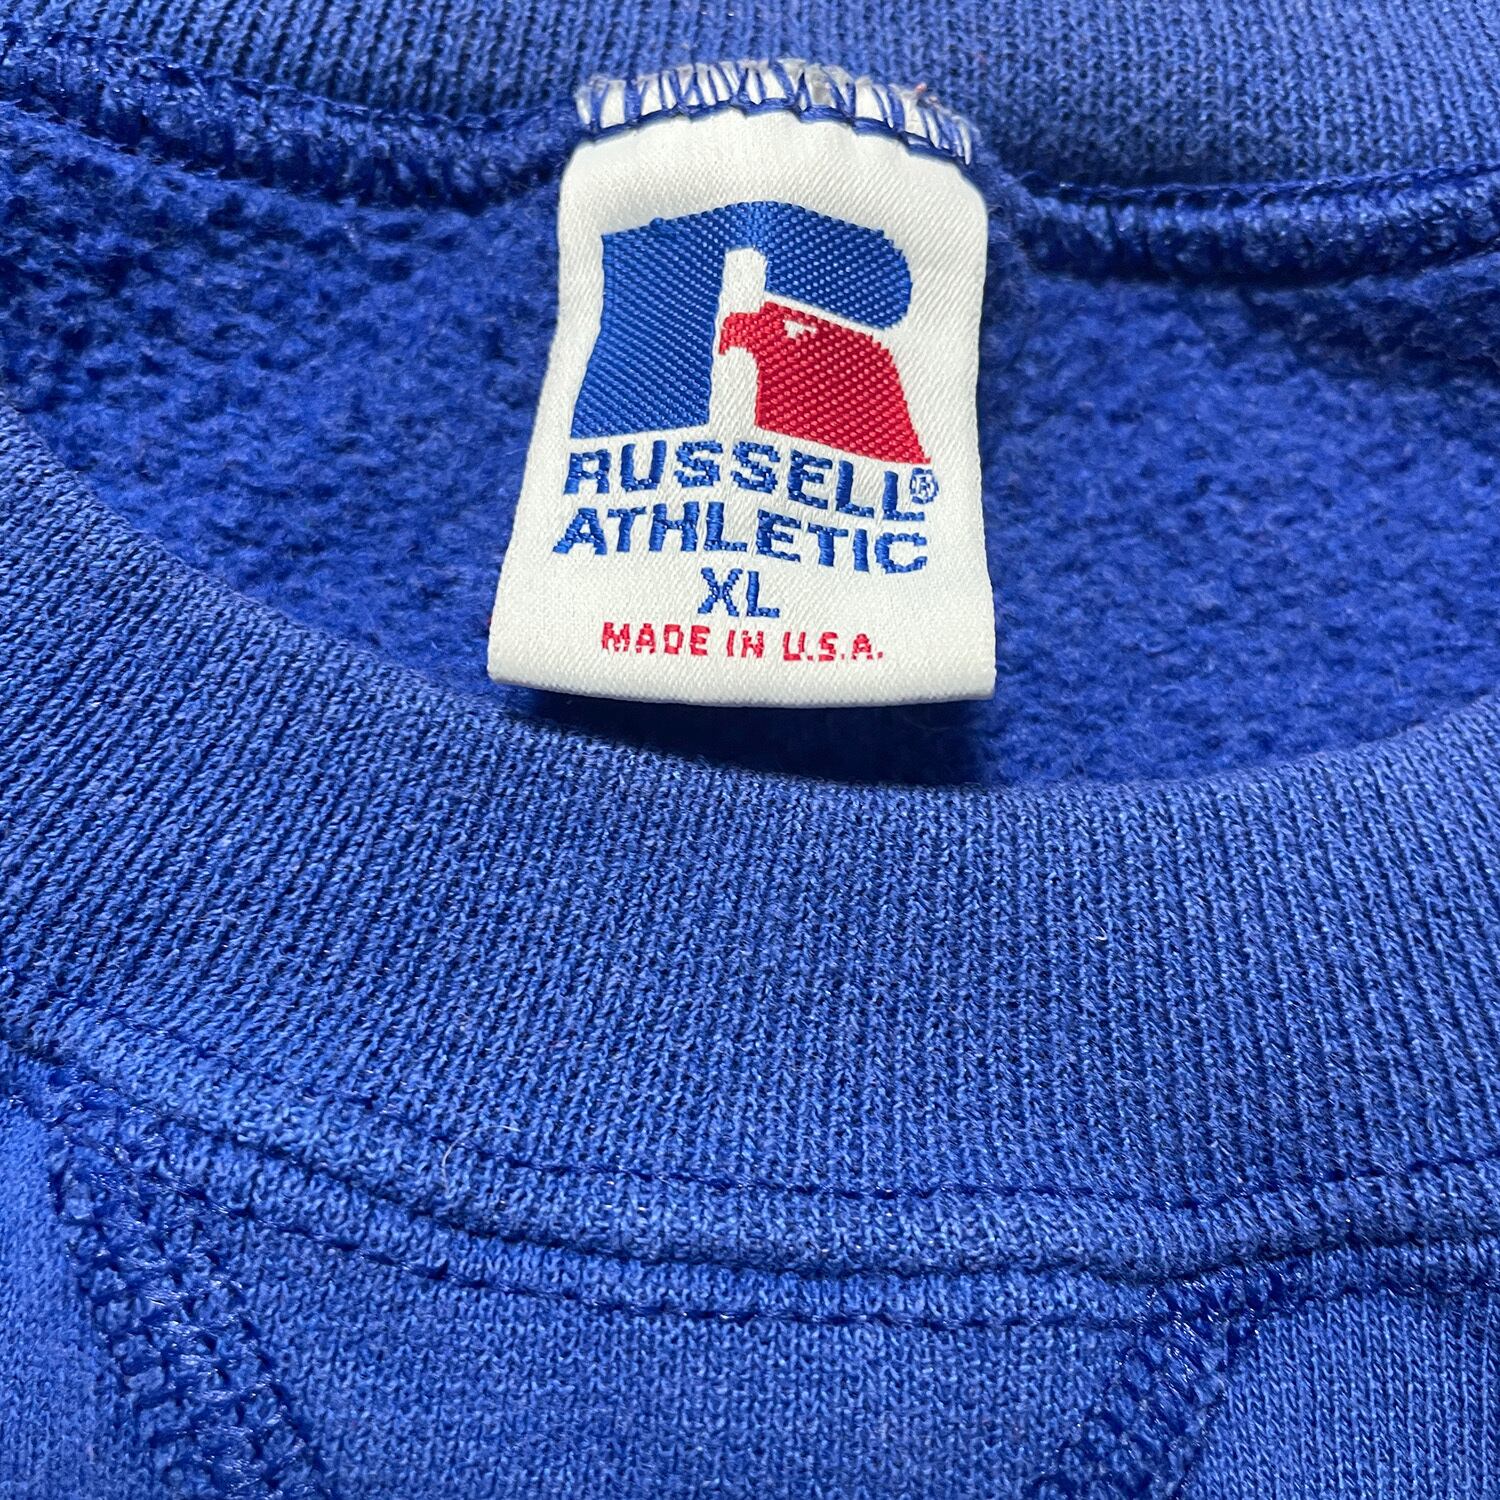 RUSSELL®
ATHLETIC
XL
MADE IN U.S.A.